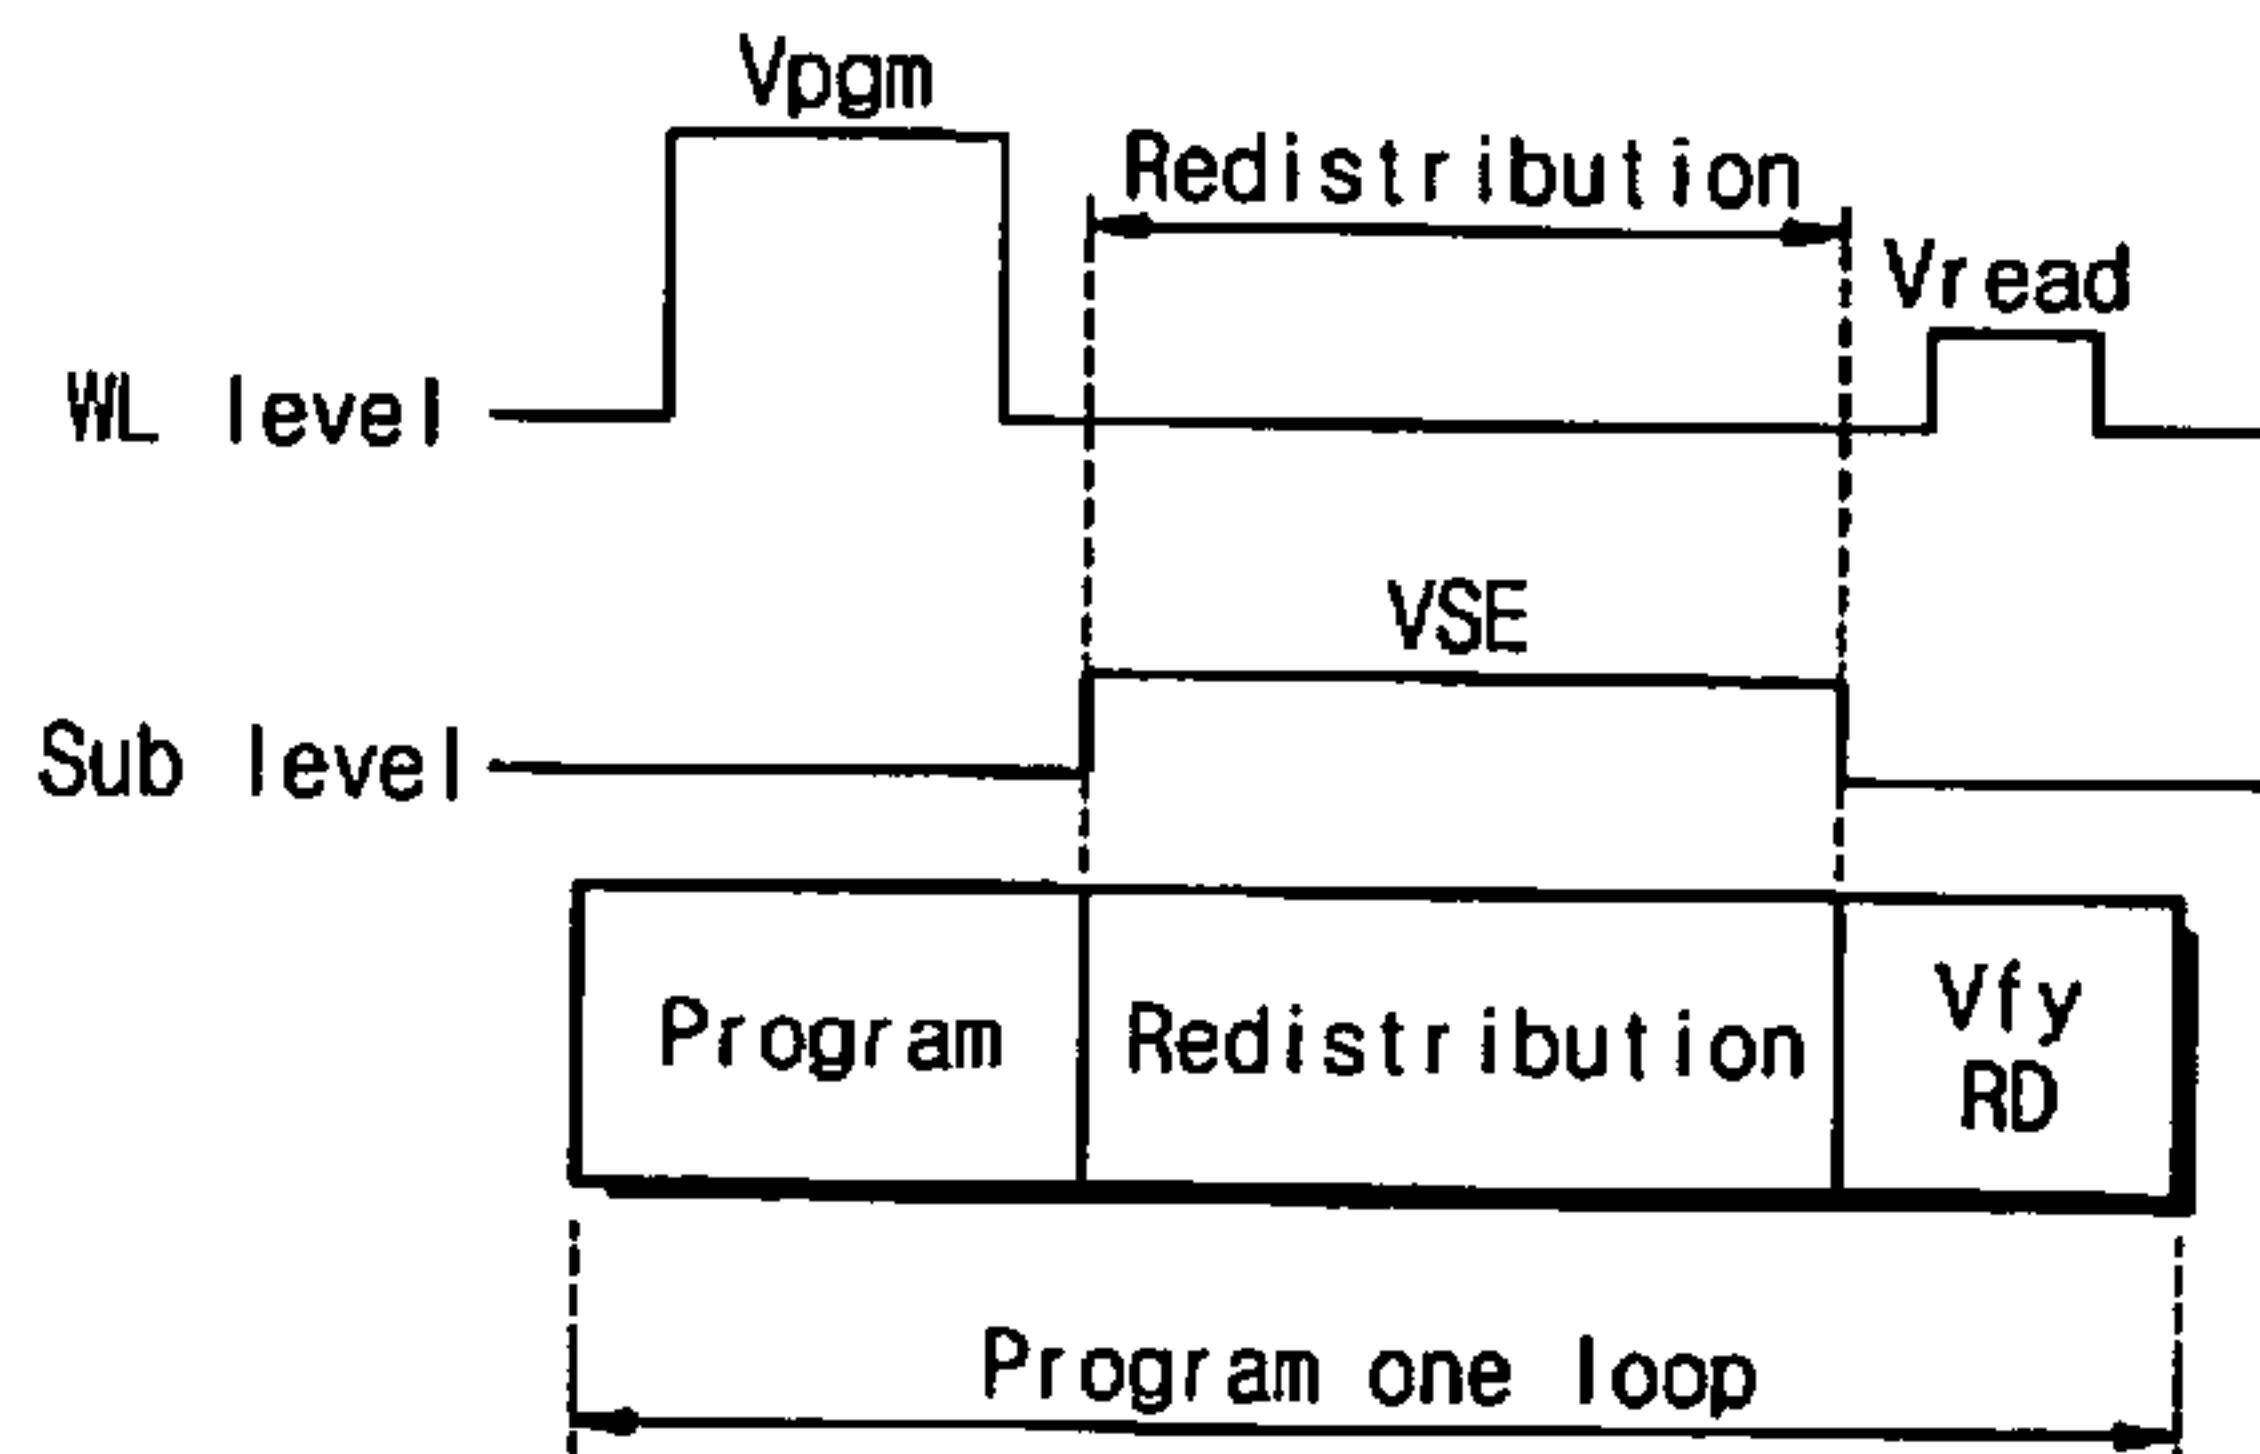 Vpgm
Redistribution
Vread
WL level
VSE
Sub level
Program
Redistribution
Vfy
RD
Program one loop